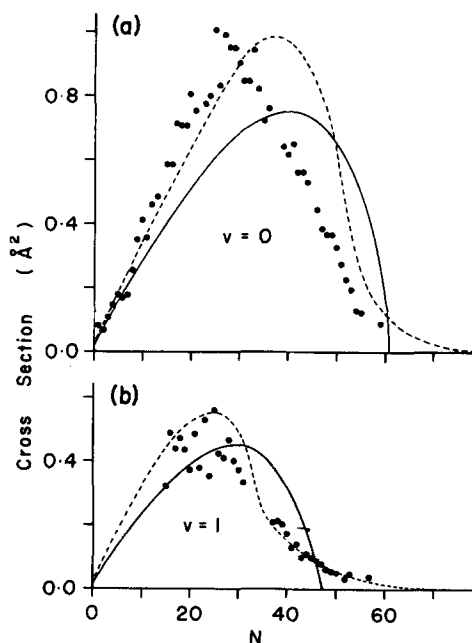 (a)
0·8
0·4
0·0
v = 0
Cross Section (Å²)
(b)
0·4
0·0
v = 1
0 20 40 60
N